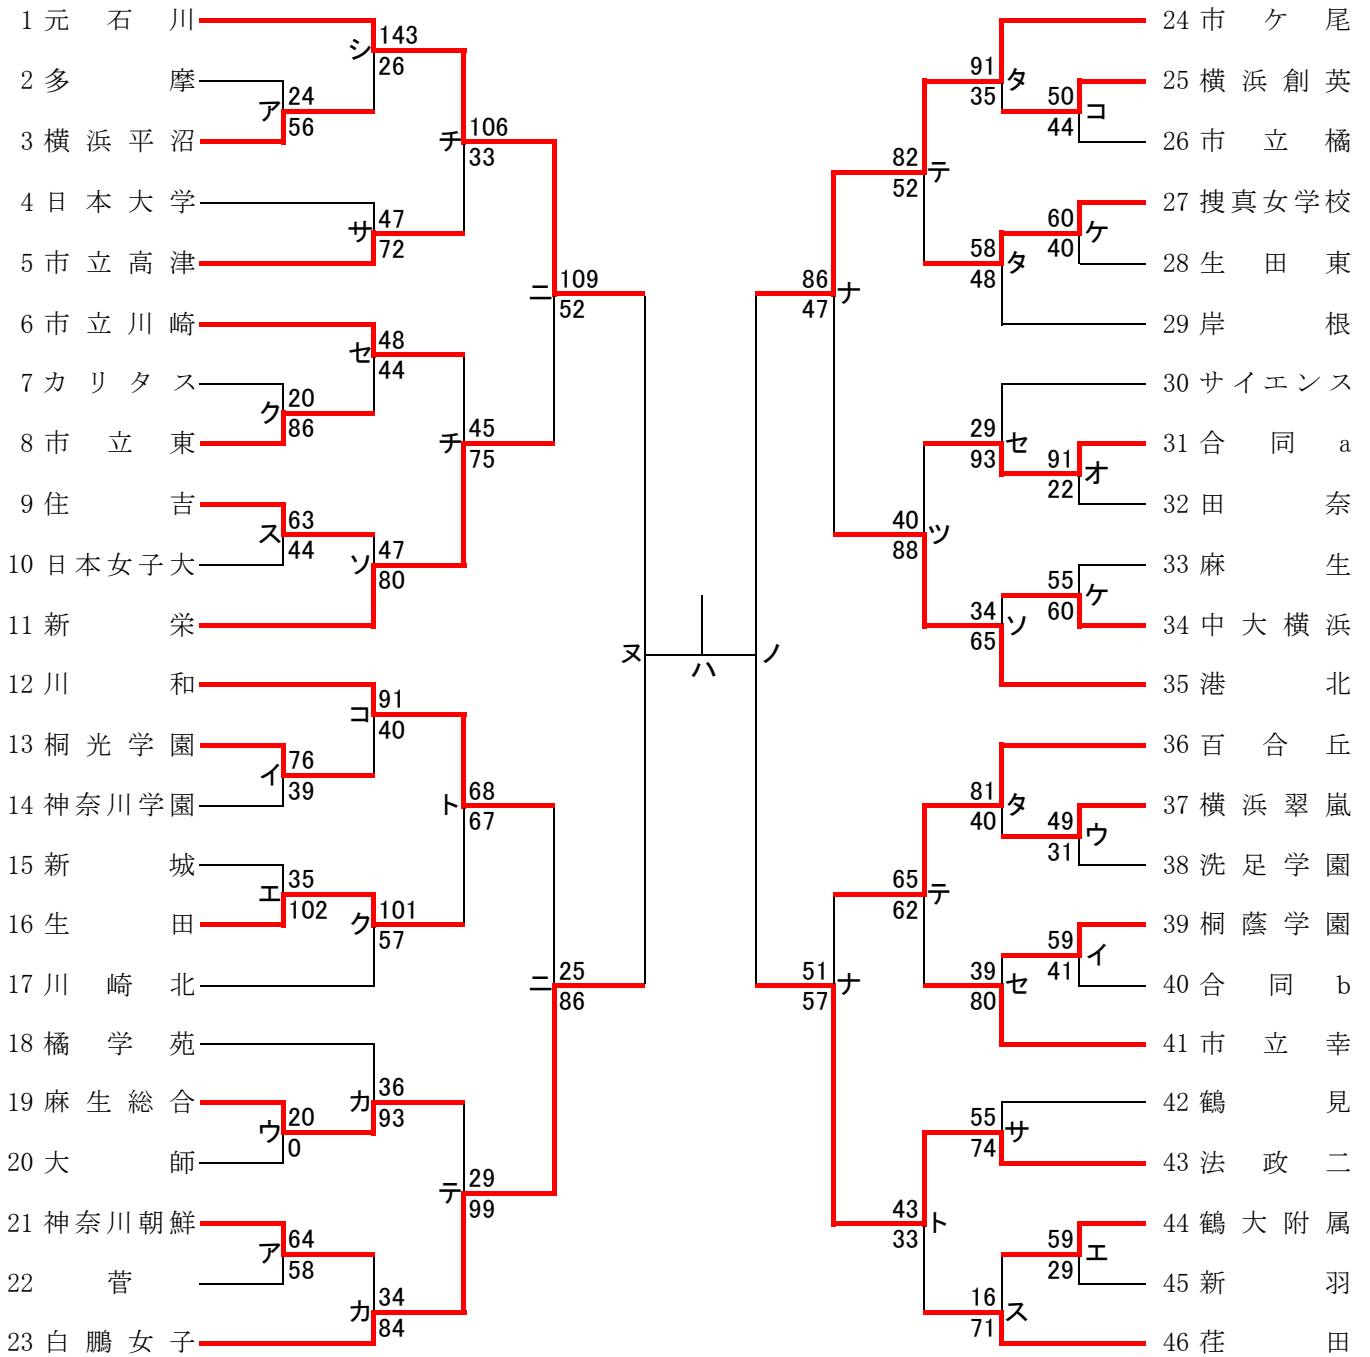 1 元石川
シ 143
26
2 多摩
ア 24
56
3 横浜平沼
チ 106
33
4 日本大学
サ 47
72
5 市立高津
ニ 109
52
6 市立川崎
セ 48
44
7 カリタス
ク 20
86
8 市立東
チ 45
75
9 住吉
ス 63
44
10 日本女子大
ソ 47
80
11 新栄
ヌ
12 川和
コ 91
40
13 桐光学園
イ 76
39
14 神奈川学園
ト 68
67
15 新城
エ 35
102
16 生田
ク 101
57
17 川崎北
ニ 25
86
18 橘学苑
カ 36
93
19 麻生総合
ウ 20
0
20 大師
テ 29
99
21 神奈川朝鮮
ア 64
58
22 菅
カ 34
84
23 白鵬女子
ハ
24 市ケ尾
91 タ
35
25 横浜創英
50 コ
44
26 市立橘
82 テ
52
27 捜真女学校
60 ケ
40
28 生田東
58 タ
48
29 岸根
86 ナ
47
30 サイエンス
29 セ
93
31 合同a
91 オ
22
32 田奈
40 ツ
88
33 麻生
55 ケ
60
34 中大横浜
34 ソ
65
35 港北
ノ
36 百合丘
81 タ
40
37 横浜翠嵐
49 ウ
31
38 洗足学園
65 テ
62
39 桐蔭学園
59 イ
41
40 合同b
39 セ
80
41 市立幸
51 ナ
57
42 鶴見
55 サ
74
43 法政二
43 ト
33
44 鶴大附属
59 エ
29
45 新羽
16 ス
71
46 荏田